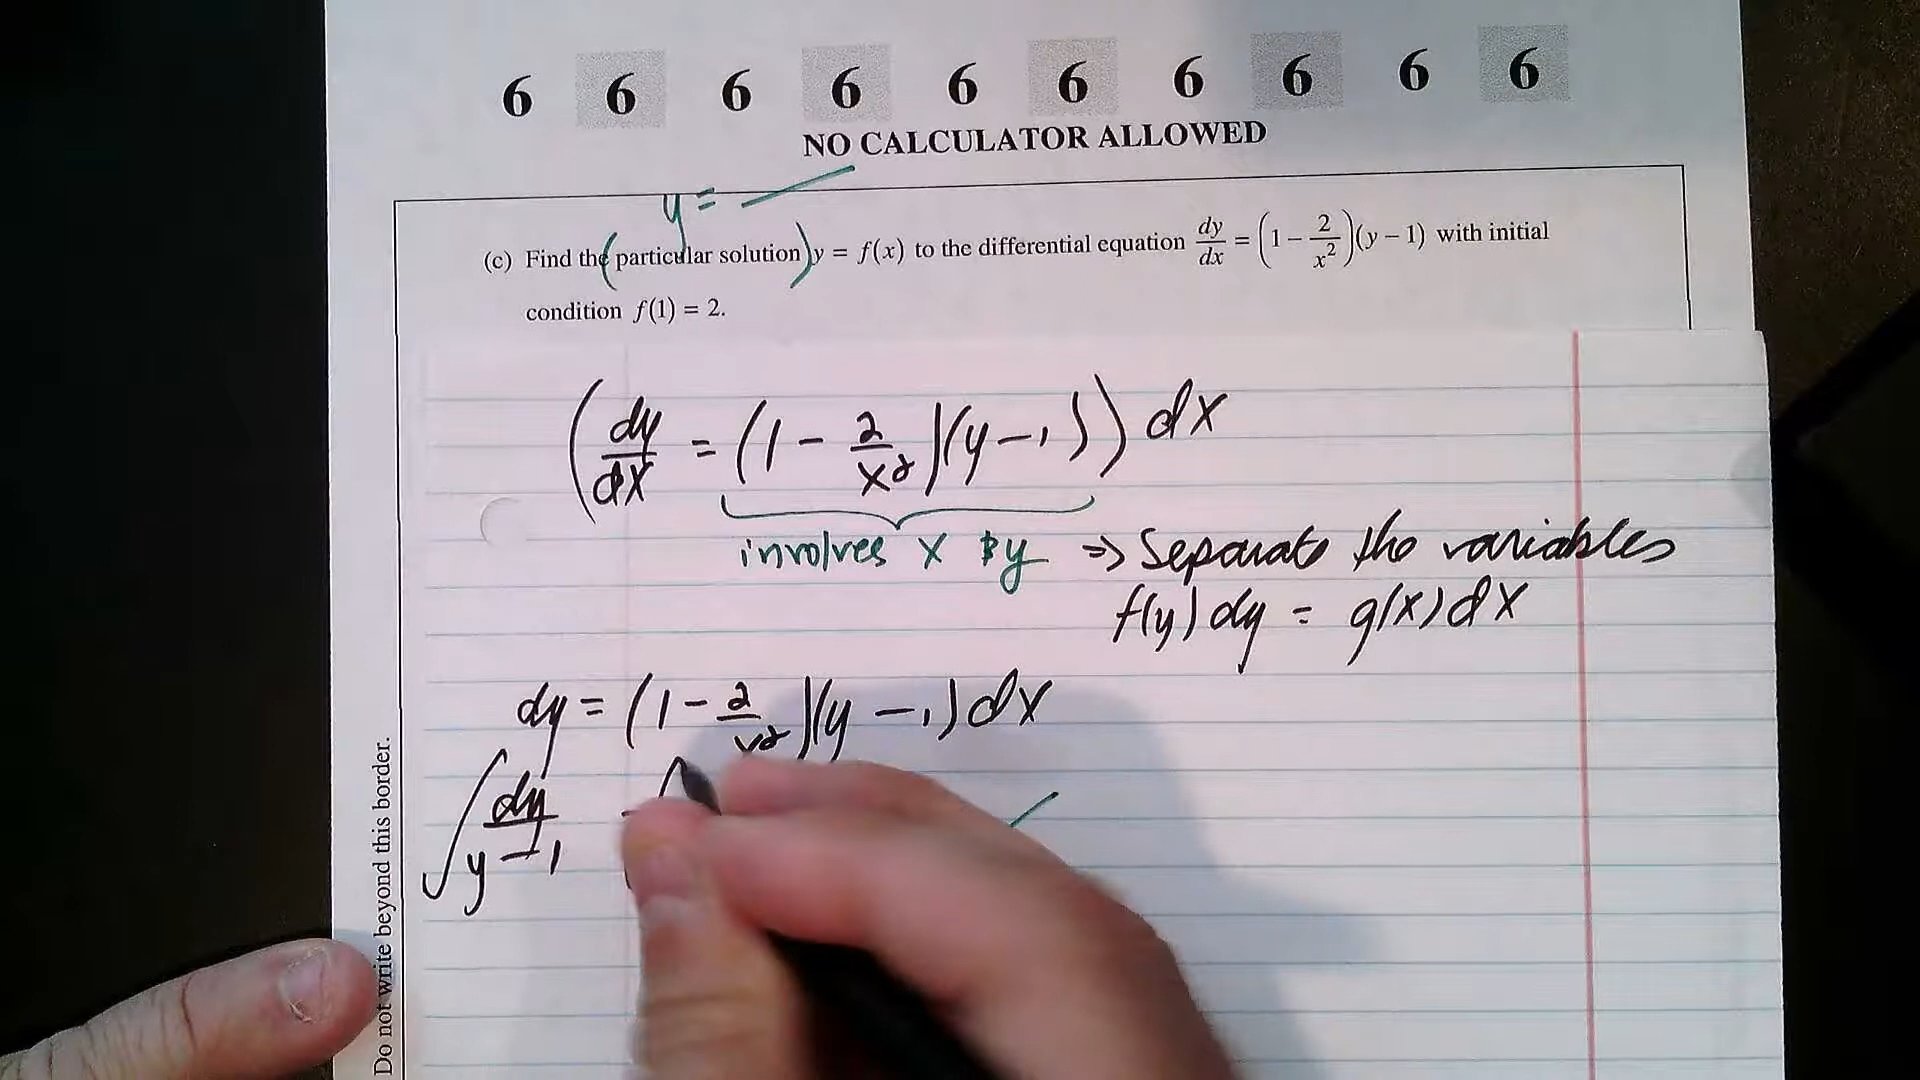 6 6 6 6 6 6 6 6 6 6
NO CALCULATOR ALLOWED
y =
(c) Find the (particular solution) y = f(x) to the differential equation dy/dx = (1 − 2/x²)(y − 1) with initial
condition f(1) = 2.
(dy/dx = (1 − 2/x²)(y − 1)) dx
involves x & y ⇒ Separate the variables
f(y) dy = g(x) dx
dy = (1 − 2/x²)(y − 1) dx
∫ dy/y − 1
Do not write beyond this border.